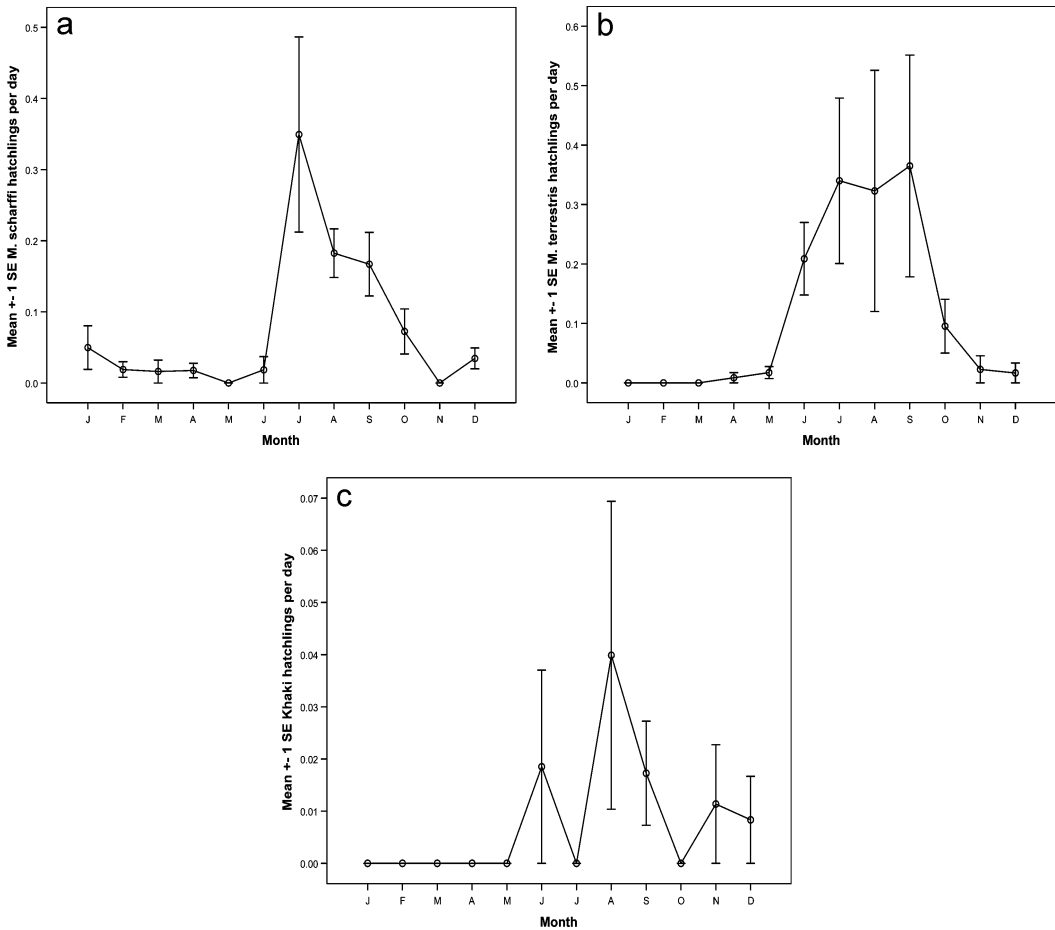 a
Mean +- 1 SE M. scharffi hatchlings per day
0.5
0.4
0.3
0.2
0.1
0.0
J F M A M J J A S O N D
Month
b
Mean +- 1 SE M. terrestris hatchlings per day
0.6
0.5
0.4
0.3
0.2
0.1
0.0
J F M A M J J A S O N D
Month
c
Mean +- 1 SE Khaki hatchlings per day
0.07
0.06
0.05
0.04
0.03
0.02
0.01
0.00
J F M A M J J A S O N D
Month